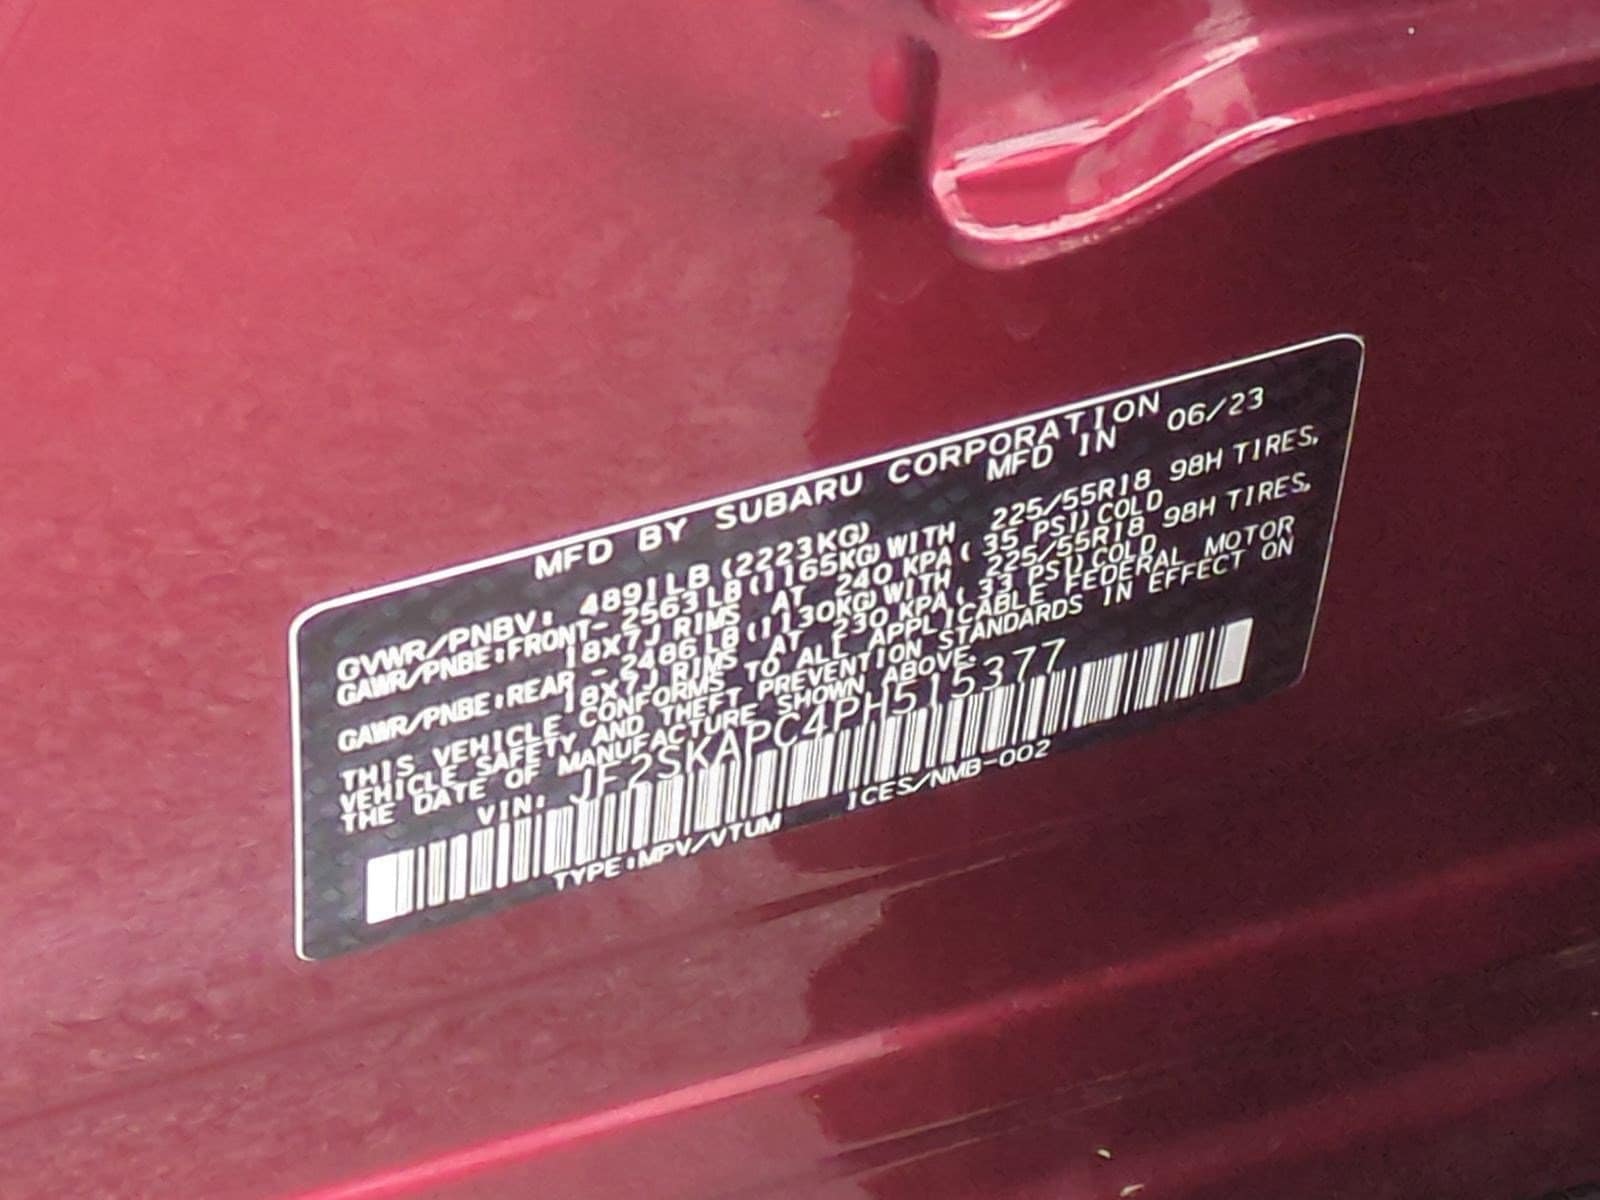 MFD BY SUBARU CORPORATION
MFD IN 06/23
GVWR/PNBV: 4891LB(2223KG)
GAWR/PNBE:FRONT- 2563LB(1165KG)WITH 225/55R18 98H TIRES,
18X7J RIMS AT 240 KPA( 35 PSI)COLD
GAWR/PNBE:REAR - 2486LB(1130KG)WITH 225/55R18 98H TIRES,
18X7J RIMS AT 230 KPA( 33 PSI)COLD
THIS VEHICLE CONFORMS TO ALL APPLICABLE FEDERAL MOTOR
VEHICLE SAFETY AND THEFT PREVENTION STANDARDS IN EFFECT ON
THE DATE OF MANUFACTURE SHOWN ABOVE.
VIN: JF2SKAPC4PH515377
TYPE:MPV/VTUM ICES/NMB-002